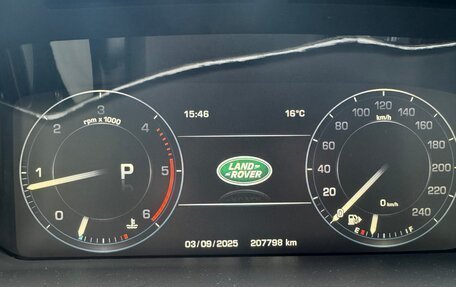 15:46 16°C
rpm x 1000
0 1 2 3 4 5 6
P
LAND-
ROVER
km/h
20 40 60 80 100 120 140 160 180 200 220 240
0 km/h
E F
03/09/2025 207798 km